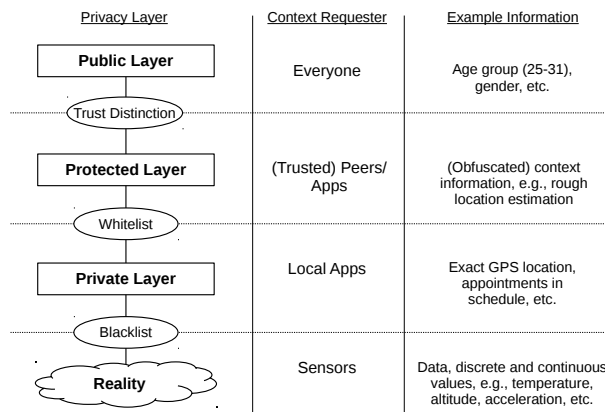 Privacy Layer
Context Requester
Example Information
Public Layer
Everyone
Age group (25-31),
gender, etc.
Trust Distinction
Protected Layer
(Trusted) Peers/
Apps
(Obfuscated) context
information, e.g., rough
location estimation
Whitelist
Private Layer
Local Apps
Exact GPS location,
appointments in
schedule, etc.
Blacklist
Reality
Sensors
Data, discrete and continuous
values, e.g., temperature,
altitude, acceleration, etc.